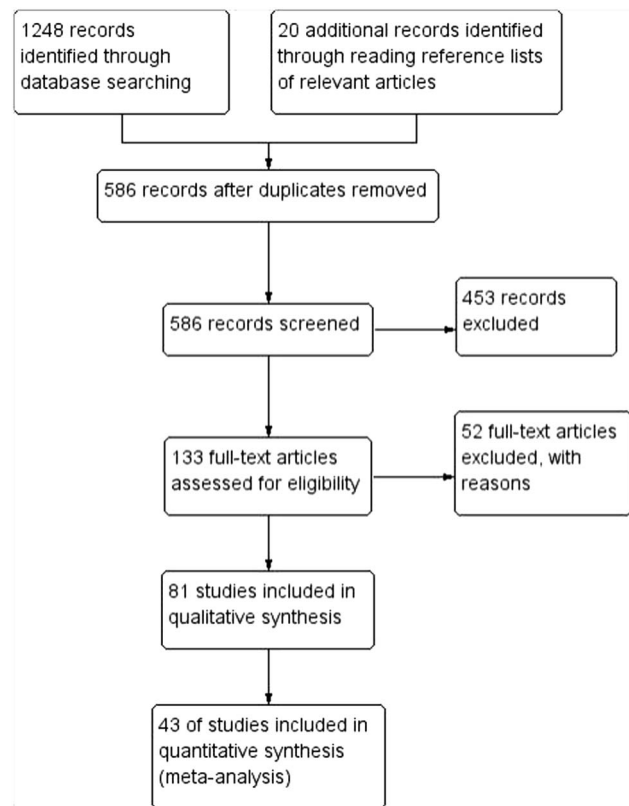 1248 records
identified through
database searching
20 additional records identified
through reading reference lists
of relevant articles
586 records after duplicates removed
586 records screened
453 records
excluded
133 full-text articles
assessed for eligibility
52 full-text articles
excluded, with
reasons
81 studies included in
qualitative synthesis
43 of studies included in
quantitative synthesis
(meta-analysis)